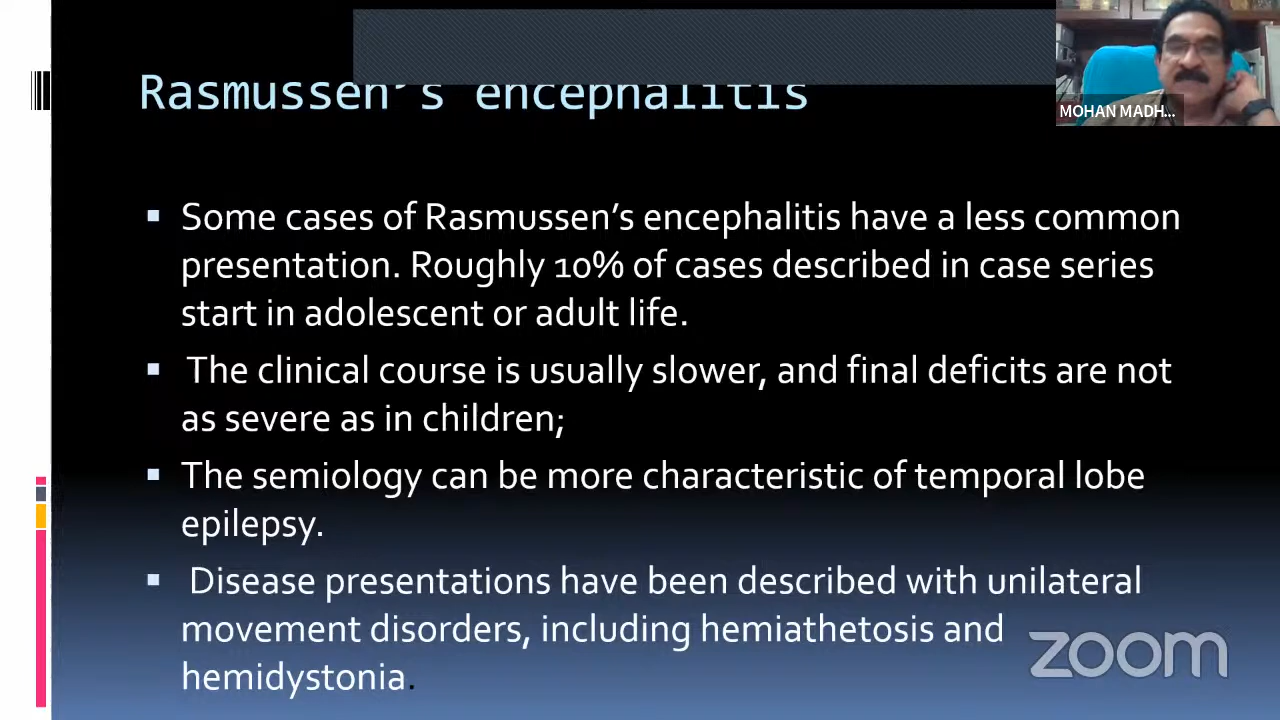 Rasmussen’s encephalitis
MOHAN MADH...
▪ Some cases of Rasmussen’s encephalitis have a less common
presentation. Roughly 10% of cases described in case series
start in adolescent or adult life.
▪ The clinical course is usually slower, and final deficits are not
as severe as in children;
▪ The semiology can be more characteristic of temporal lobe
epilepsy.
▪ Disease presentations have been described with unilateral
movement disorders, including hemiathetosis and
hemidystonia.
zoom